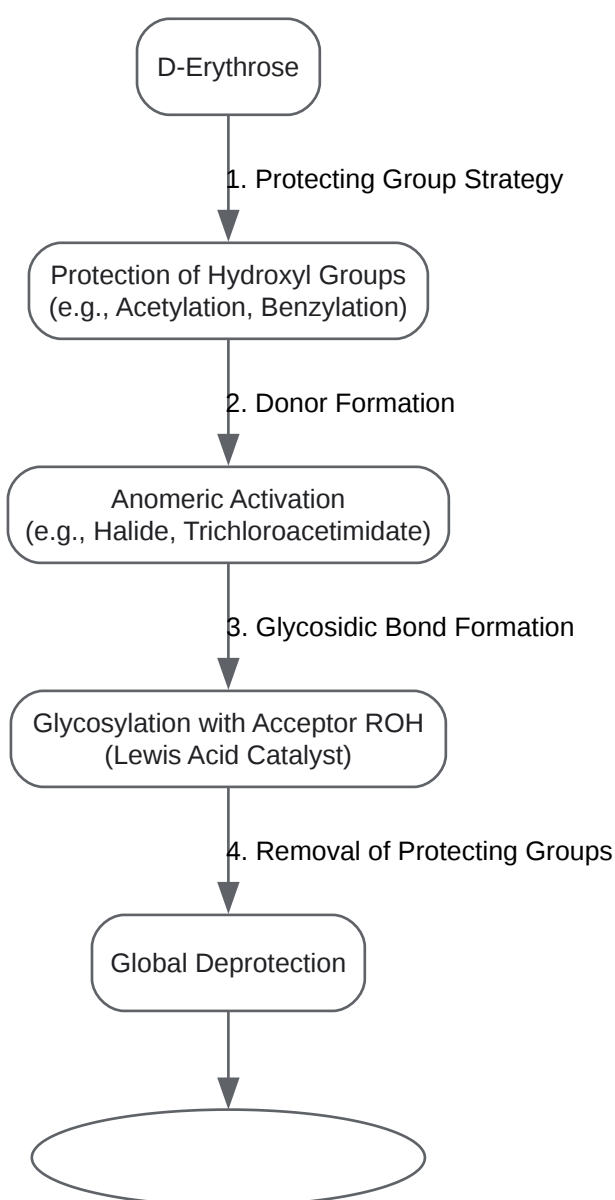 D-Erythrose
1. Protecting Group Strategy
Protection of Hydroxyl Groups
(e.g., Acetylation, Benzylation)
2. Donor Formation
Anomeric Activation
(e.g., Halide, Trichloroacetimidate)
3. Glycosidic Bond Formation
Glycosylation with Acceptor ROH
(Lewis Acid Catalyst)
4. Removal of Protecting Groups
Global Deprotection